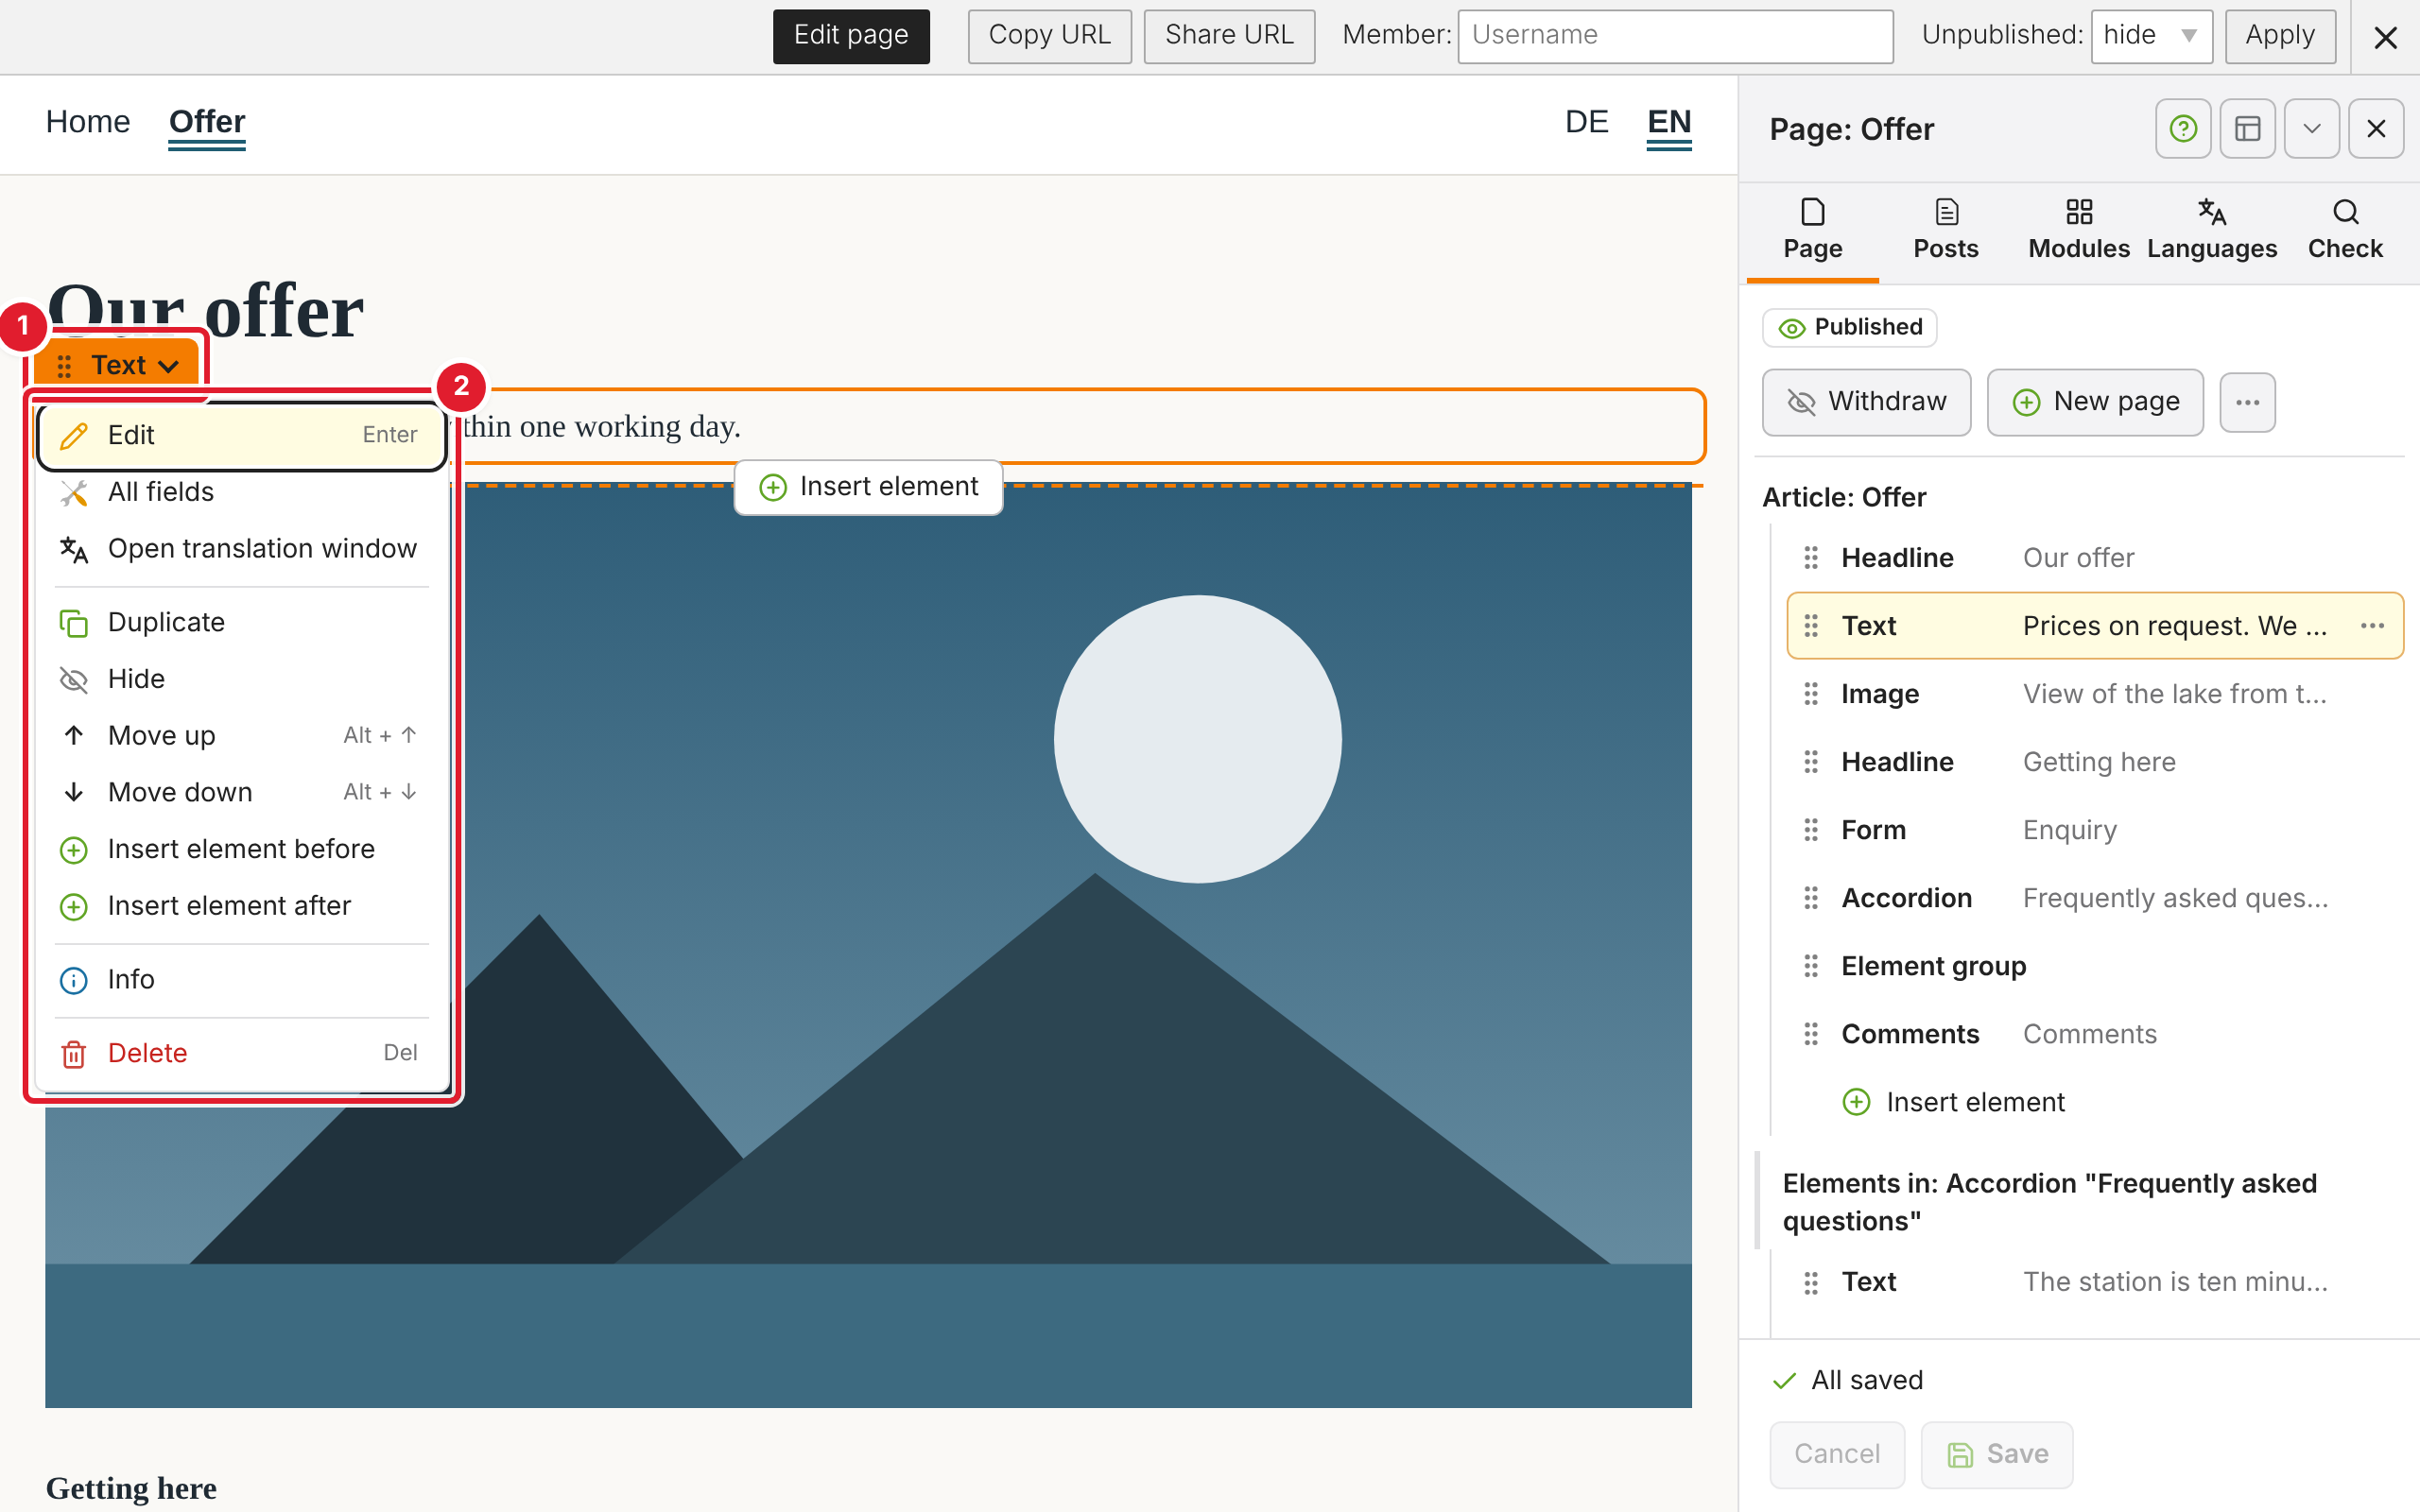 Edit page Copy URL Share URL Member: Username Unpublished: hide Apply
Home Offer DE EN
Our offer
1
Text
2
Edit Enter
All fields
Open translation window
Duplicate
Hide
Move up Alt + ↑
Move down Alt + ↓
Insert element before
Insert element after
Info
Delete Del
thin one working day.
Insert element
Getting here
Page: Offer
Page Posts Modules Languages Check
Published
Withdraw New page
Article: Offer
Headline Our offer
Text Prices on request. We ...
Image View of the lake from t...
Headline Getting here
Form Enquiry
Accordion Frequently asked ques...
Element group
Comments Comments
Insert element
Elements in: Accordion "Frequently asked
questions"
Text The station is ten minu...
All saved
Cancel Save